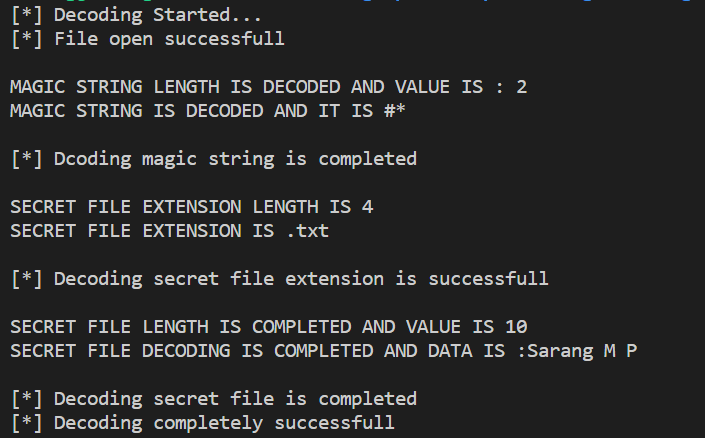 [*] Decoding Started...
[*] File open successfull
MAGIC STRING LENGTH IS DECODED AND VALUE IS : 2
MAGIC STRING IS DECODED AND IT IS #*
[*] Dcoding magic string is completed
SECRET FILE EXTENSION LENGTH IS 4
SECRET FILE EXTENSION IS .txt
[*] Decoding secret file extension is successfull
SECRET FILE LENGTH IS COMPLETED AND VALUE IS 10
SECRET FILE DECODING IS COMPLETED AND DATA IS :Sarang M P
[*] Decoding secret file is completed
[*] Decoding completely successfull